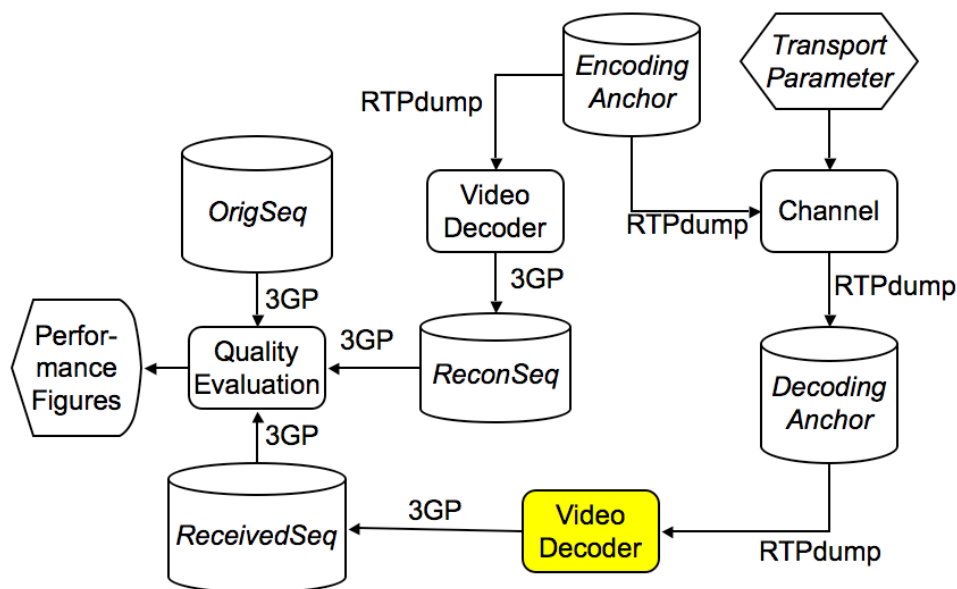 Encoding
Anchor
Transport
Parameter
RTPdump
OrigSeq
Video
Decoder
RTPdump
Channel
3GP
3GP
RTPdump
Perfor-
mance
Figures
Quality
Evaluation
3GP
ReconSeq
Decoding
Anchor
3GP
ReceivedSeq
3GP
Video
Decoder
RTPdump